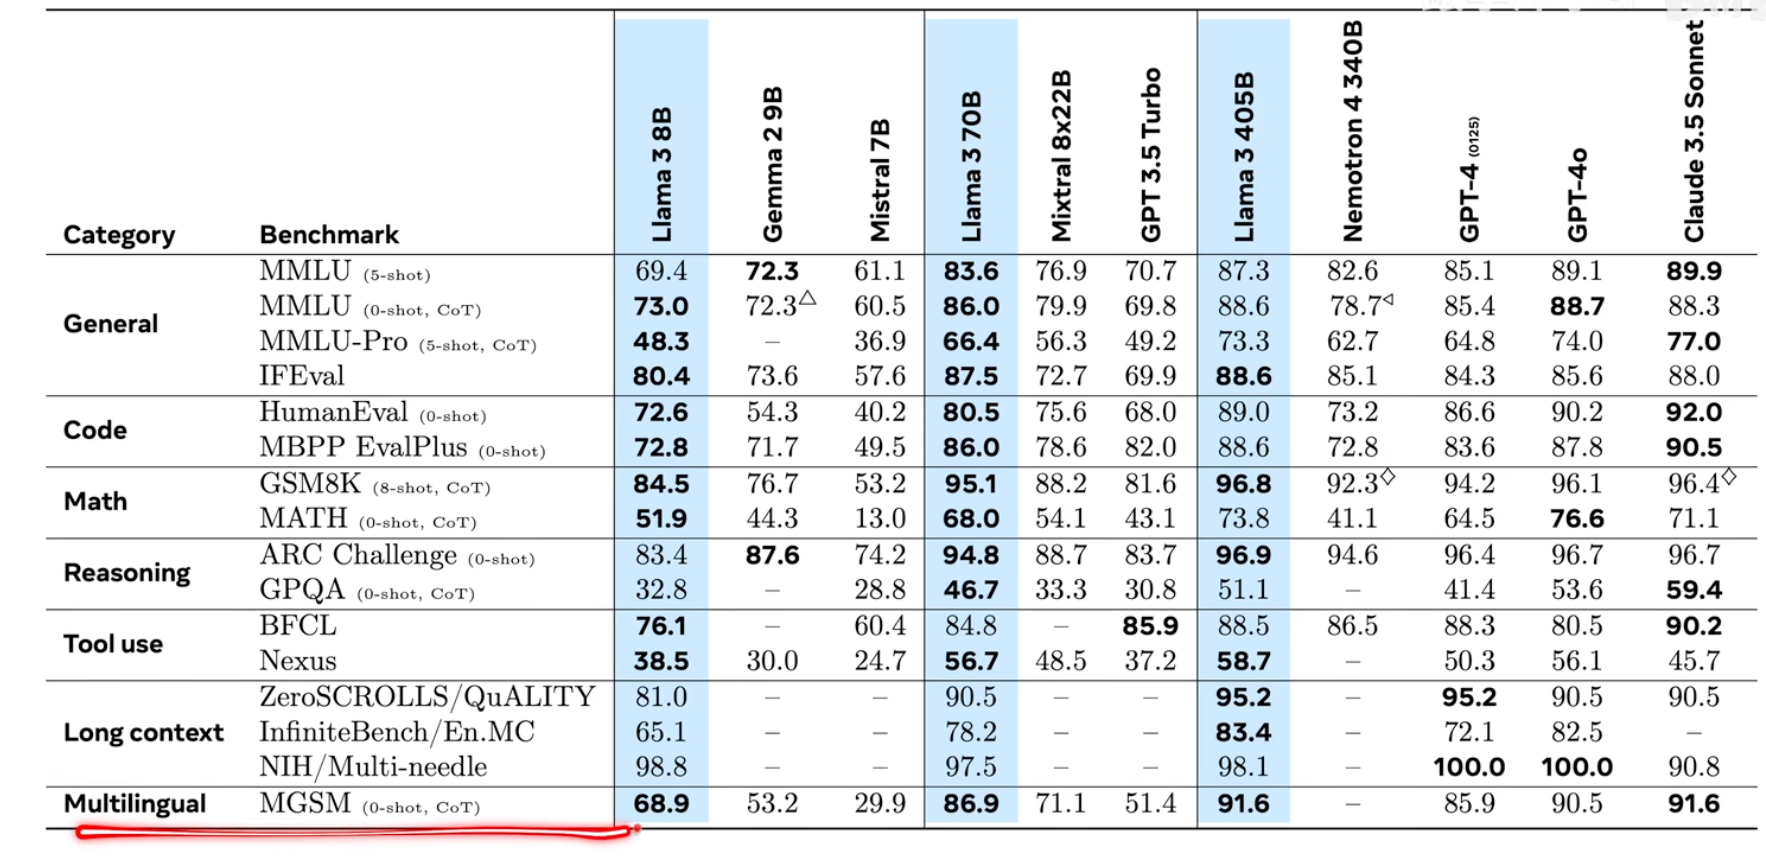 Category Benchmark Llama 3 8B Gemma 2 9B Mistral 7B Llama 3 70B Mixtral 8x22B GPT 3.5 Turbo Llama 3 405B Nemotron 4 340B GPT-4 (0125) GPT-4o Claude 3.5 Sonnet
General
MMLU (5-shot) 69.4 72.3 61.1 83.6 76.9 70.7 87.3 82.6 85.1 89.1 89.9
MMLU (0-shot, CoT) 73.0 72.3△ 60.5 86.0 79.9 69.8 88.6 78.7◁ 85.4 88.7 88.3
MMLU-Pro (5-shot, CoT) 48.3 – 36.9 66.4 56.3 49.2 73.3 62.7 64.8 74.0 77.0
IFEval 80.4 73.6 57.6 87.5 72.7 69.9 88.6 85.1 84.3 85.6 88.0
Code
HumanEval (0-shot) 72.6 54.3 40.2 80.5 75.6 68.0 89.0 73.2 86.6 90.2 92.0
MBPP EvalPlus (0-shot) 72.8 71.7 49.5 86.0 78.6 82.0 88.6 72.8 83.6 87.8 90.5
Math
GSM8K (8-shot, CoT) 84.5 76.7 53.2 95.1 88.2 81.6 96.8 92.3♢ 94.2 96.1 96.4♢
MATH (0-shot, CoT) 51.9 44.3 13.0 68.0 54.1 43.1 73.8 41.1 64.5 76.6 71.1
Reasoning
ARC Challenge (0-shot) 83.4 87.6 74.2 94.8 88.7 83.7 96.9 94.6 96.4 96.7 96.7
GPQA (0-shot, CoT) 32.8 – 28.8 46.7 33.3 30.8 51.1 – 41.4 53.6 59.4
Tool use
BFCL 76.1 – 60.4 84.8 – 85.9 88.5 86.5 88.3 80.5 90.2
Nexus 38.5 30.0 24.7 56.7 48.5 37.2 58.7 – 50.3 56.1 45.7
Long context
ZeroSCROLLS/QuALITY 81.0 – – 90.5 – – 95.2 – 95.2 90.5 90.5
InfiniteBench/En.MC 65.1 – – 78.2 – – 83.4 – 72.1 82.5 –
NIH/Multi-needle 98.8 – – 97.5 – – 98.1 – 100.0 100.0 90.8
Multilingual MGSM (0-shot, CoT) 68.9 53.2 29.9 86.9 71.1 51.4 91.6 – 85.9 90.5 91.6